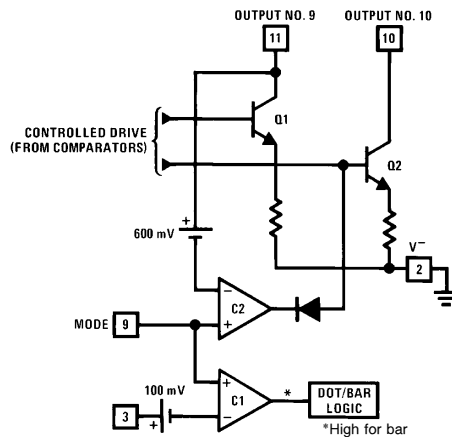 OUTPUT NO. 9
OUTPUT NO. 10
11
10
Q1
CONTROLLED DRIVE
(FROM COMPARATORS)
Q2
+
600 mV
V−
2
−
C2
+
MODE
9
100 mV
+
C1
*
DOT/BAR
LOGIC
3
+
−
*High for bar